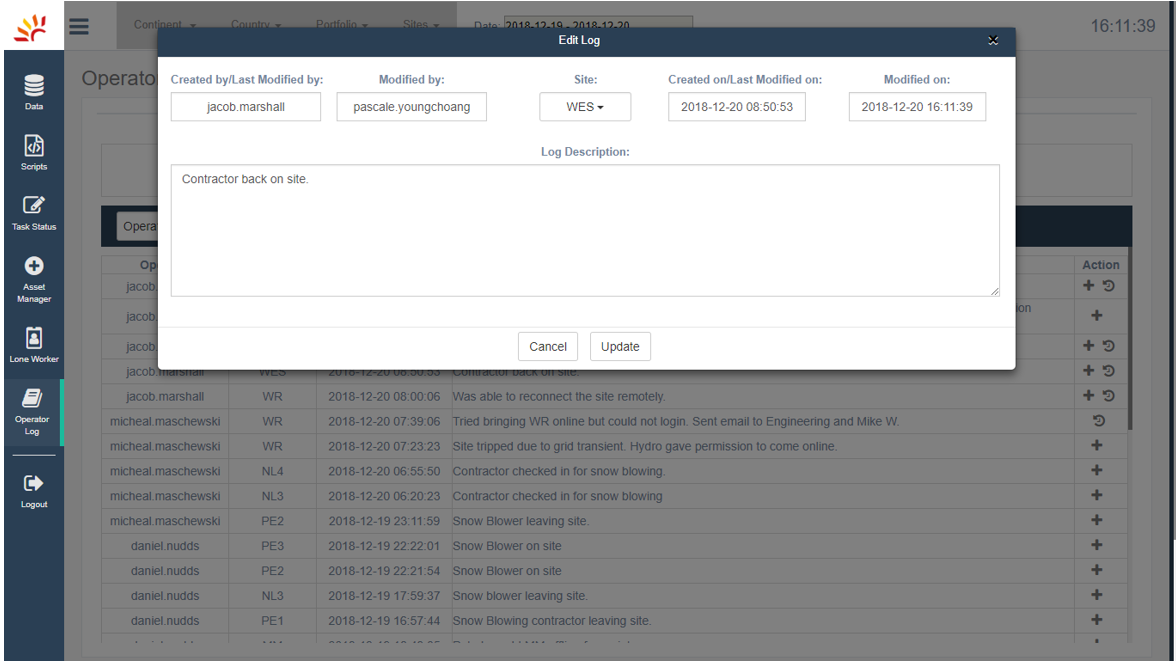 Continent Country Portfolio Sites Date: 2018-12-19 - 2018-12-20 16:11:39
Edit Log
Operato
Data
Scripts
Task Status
Asset
Manager
Lone Worker
Operator
Log
Logout
Created by/Last Modified by: Modified by: Site: Created on/Last Modified on: Modified on:
jacob.marshall pascale.youngchoang WES 2018-12-20 08:50:53 2018-12-20 16:11:39
Log Description:
Contractor back on site.
Cancel Update
Opera
Op Action
jacob.
jacob. ion
jacob.
jacob.marshall WES 2018-12-20 08:50:53 Contractor back on site.
jacob.marshall WR 2018-12-20 08:00:06 Was able to reconnect the site remotely.
micheal.maschewski WR 2018-12-20 07:39:06 Tried bringing WR online but could not login. Sent email to Engineering and Mike W.
micheal.maschewski WR 2018-12-20 07:23:23 Site tripped due to grid transient. Hydro gave permission to come online.
micheal.maschewski NL4 2018-12-20 06:55:50 Contractor checked in for snow blowing.
micheal.maschewski NL3 2018-12-20 06:20:23 Contractor checked in for snow blowing
micheal.maschewski PE2 2018-12-19 23:11:59 Snow Blower leaving site.
daniel.nudds PE3 2018-12-19 22:22:01 Snow Blower on site
daniel.nudds PE2 2018-12-19 22:21:54 Snow Blower on site
daniel.nudds NL3 2018-12-19 17:59:37 Snow blower leaving site.
daniel.nudds PE1 2018-12-19 16:57:44 Snow Blowing contractor leaving site.